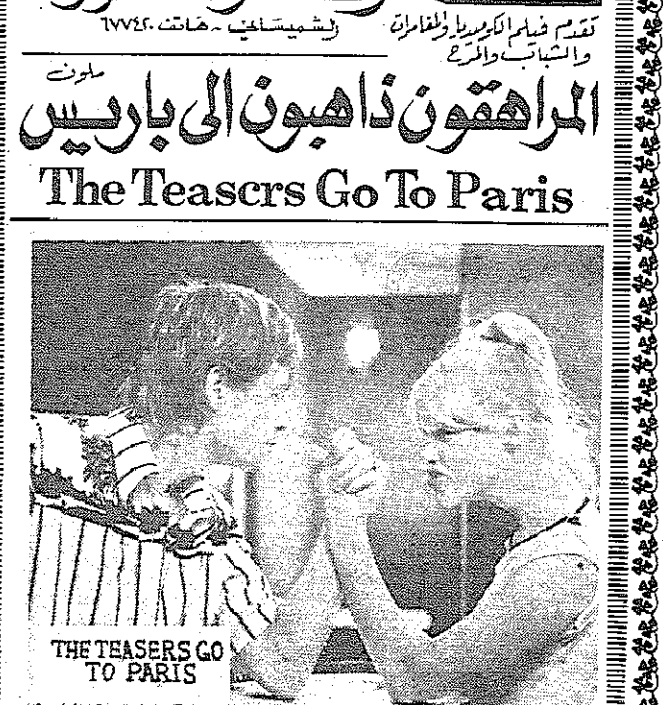 تقدم فيلم الكوميديا والمغامرات
والشباب والمرح
الشميساني - هاتف ٦٧٧٤٢٠
ملون
المراهقون ذاهبون الى باريس
The Teascrs Go To Paris
THE TEASERS GO
TO PARIS